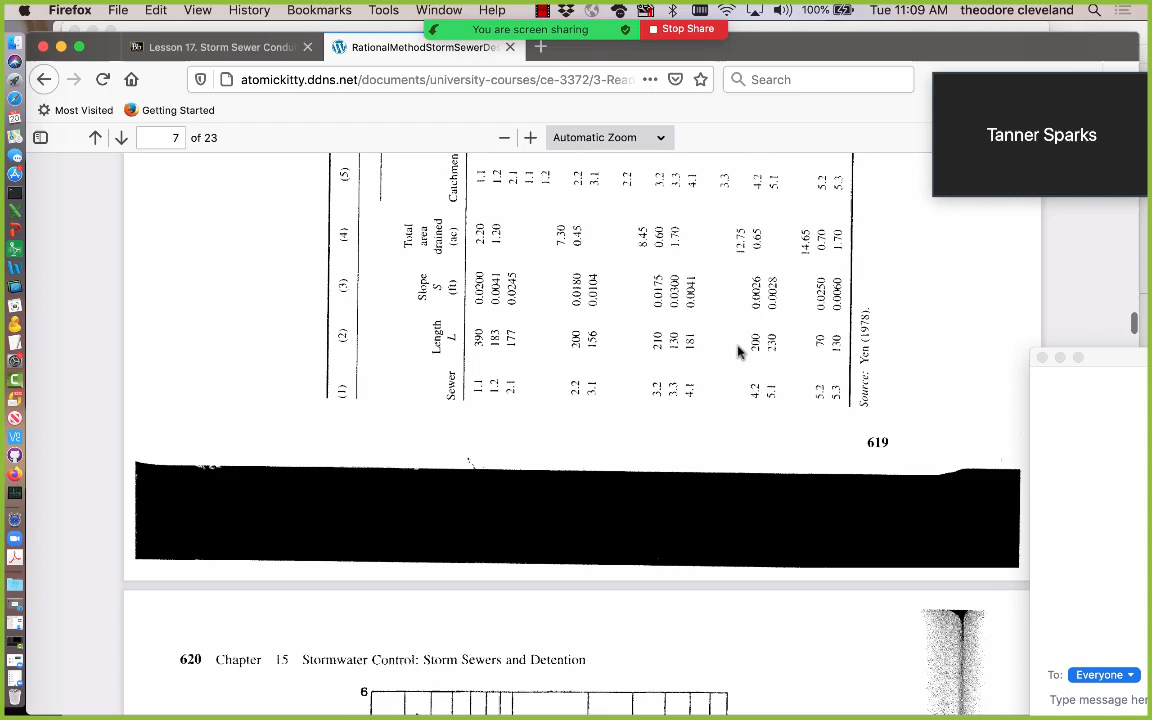 Firefox File Edit View History Bookmarks Tools Window Help 100% Tue 11:09 AM theodore cleveland
You are screen sharing Stop Share
Lesson 17. Storm Sewer Condu
RationalMethodStormSewerDe
atomickitty.ddns.net/documents/university-courses/ce-3372/3-Read
Search
Most Visited Getting Started
7 of 23
Automatic Zoom
Tanner Sparks
(1) (2) (3) (4) (5)
Sewer Length L Slope S (ft) Total area drained (ac) Catchmen
1.1 390 0.0200 2.20 1.1
1.2 183 0.0041 1.20 1.2
2.1 177 0.0245 2.1
1.1
1.2
2.2 200 0.0180 7.30 2.2
3.1 156 0.0104 0.45 3.1
2.2
3.2 210 0.0175 8.45 3.2
3.3 130 0.0300 0.60 3.3
4.1 181 0.0041 1.70 4.1
3.3
4.2 200 0.0026 12.75 4.2
5.1 230 0.0028 0.65 5.1
14.65
5.2 70 0.0250 0.70 5.2
5.3 130 0.0060 1.70 5.3
Source: Yen (1978).
619
620 Chapter 15 Stormwater Control: Storm Sewers and Detention
6
To: Everyone
Type message her